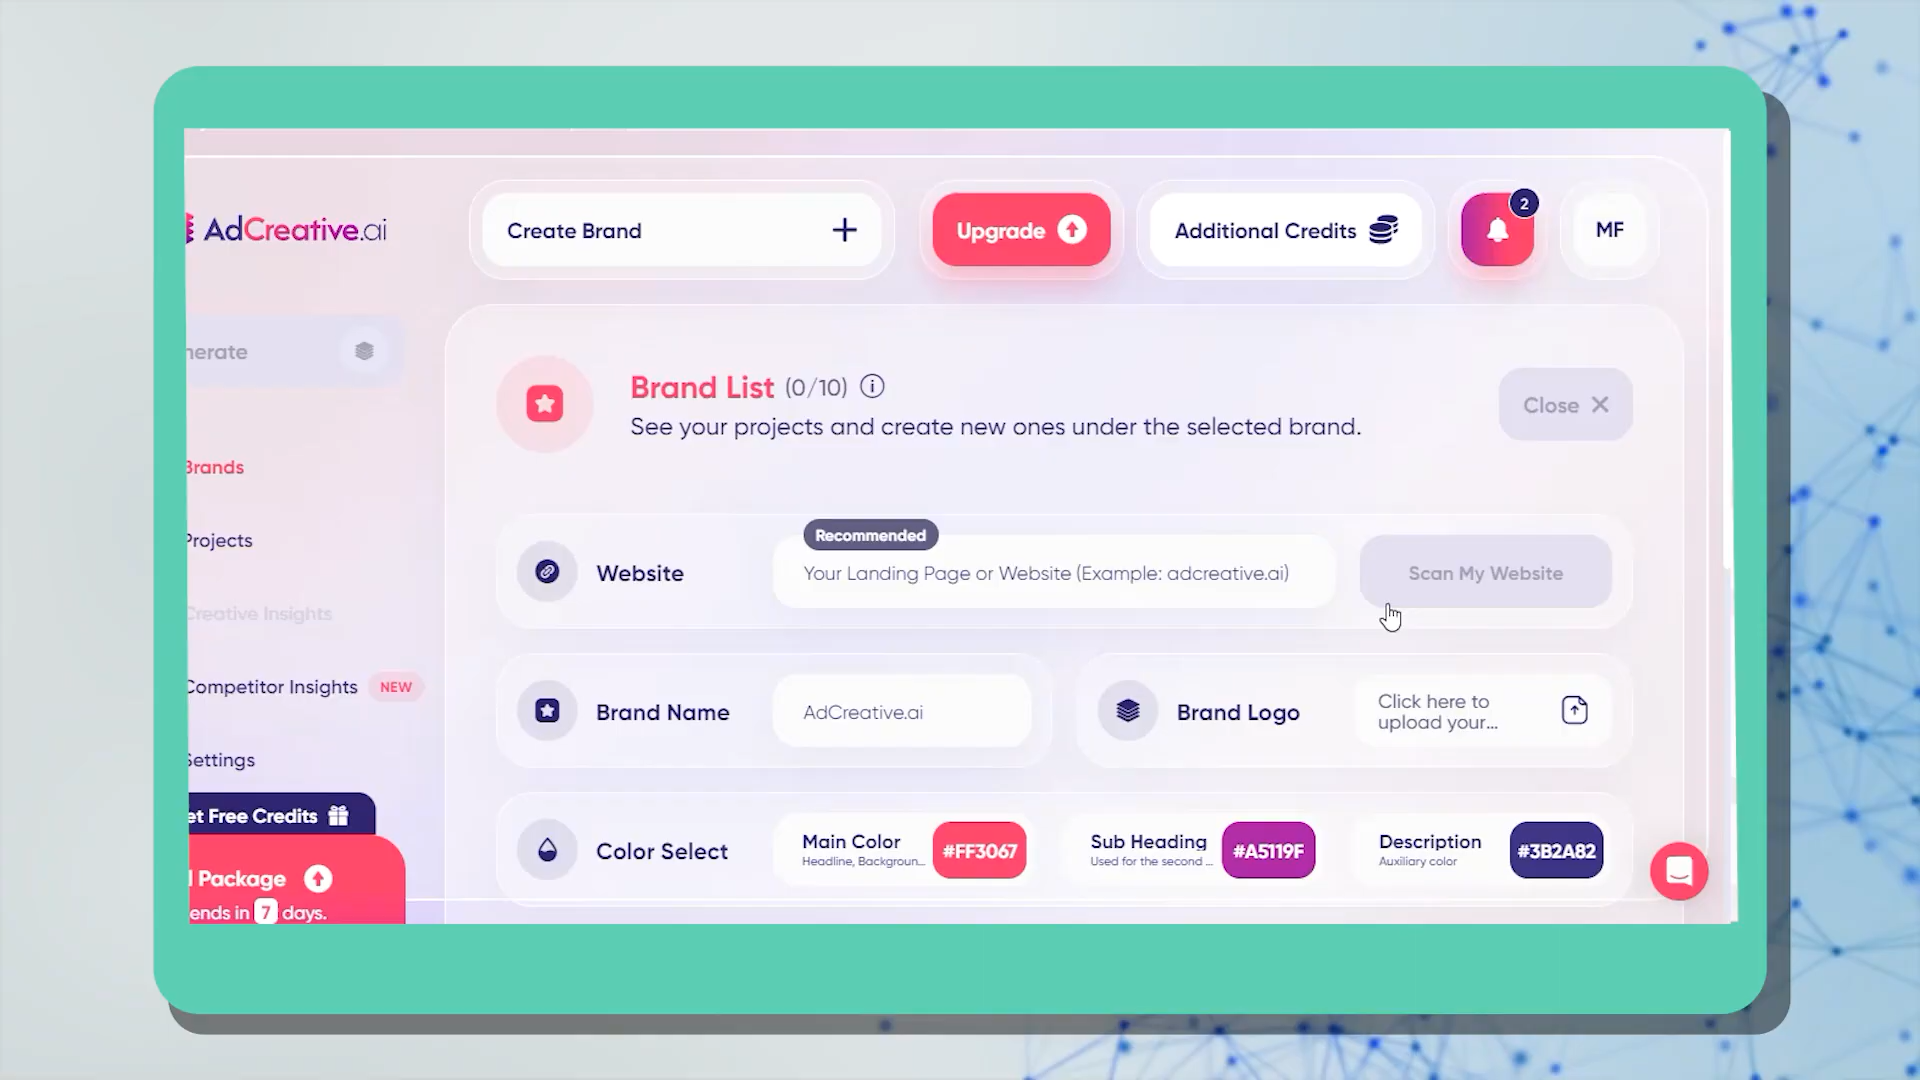 AdCreative.ai
Create Brand
Upgrade
Additional Credits
2
MF
nerate
Brand List (0/10)
See your projects and create new ones under the selected brand.
Close
Brands
Projects
Creative Insights
Competitor Insights NEW
Settings
et Free Credits
l Package
ends in 7 days.
Recommended
Website
Your Landing Page or Website (Example: adcreative.ai)
Scan My Website
Brand Name
AdCreative.ai
Brand Logo
Click here to
upload your...
Color Select
Main Color
Headline, Backgroun...
#FF3067
Sub Heading
Used for the second ...
#A5119F
Description
Auxiliary color
#3B2A82